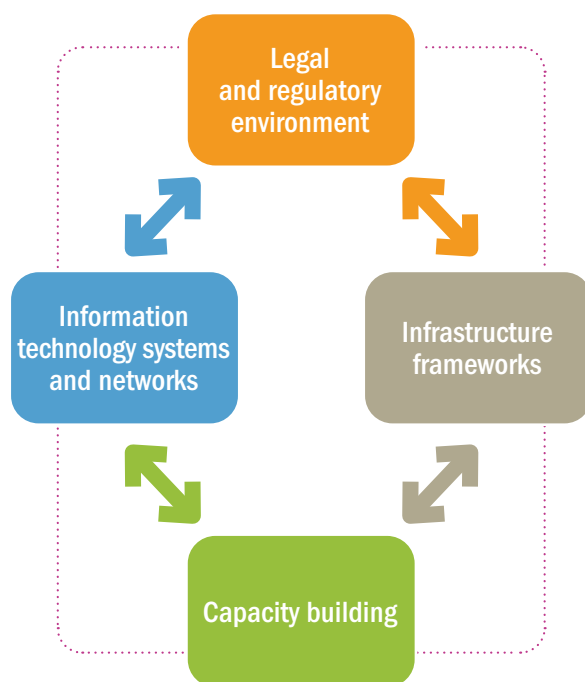 Legal
and regulatory
environment
Information
technology systems
and networks
Infrastructure
frameworks
Capacity building